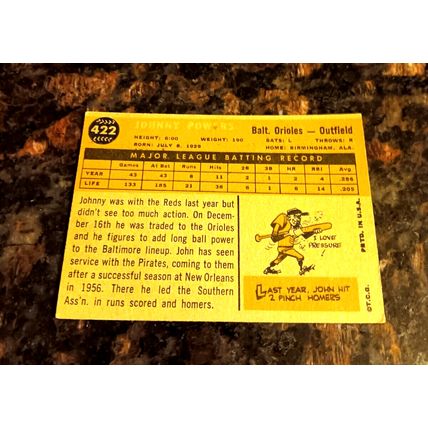 422
JOHNNY POWERS
Balt. Orioles — Outfield
HEIGHT: 6:00 WEIGHT: 190 BATS: L THROWS: R
BORN: JULY 8, 1929 HOME: BIRMINGHAM, ALA.
MAJOR LEAGUE BATTING RECORD
Games At Bat Runs Hits 2B 3B HR RBI Avg.
YEAR 43 43 8 11 2 1 2 4 .256
LIFE 133 185 21 36 6 8 14 .205
Johnny was with the Reds last year but
didn't see too much action. On Decem-
ber 16th he was traded to the Orioles
and he figures to add long ball power
to the Baltimore lineup. John has seen
service with the Pirates, coming to them
after a successful season at New Orleans
in 1956. There he led the Southern
Ass'n. in runs scored and homers.
I LOVE
PRESSURE!
LAST YEAR, JOHN HIT
2 PINCH HOMERS
©T.C.G. PRTD. IN U.S.A.